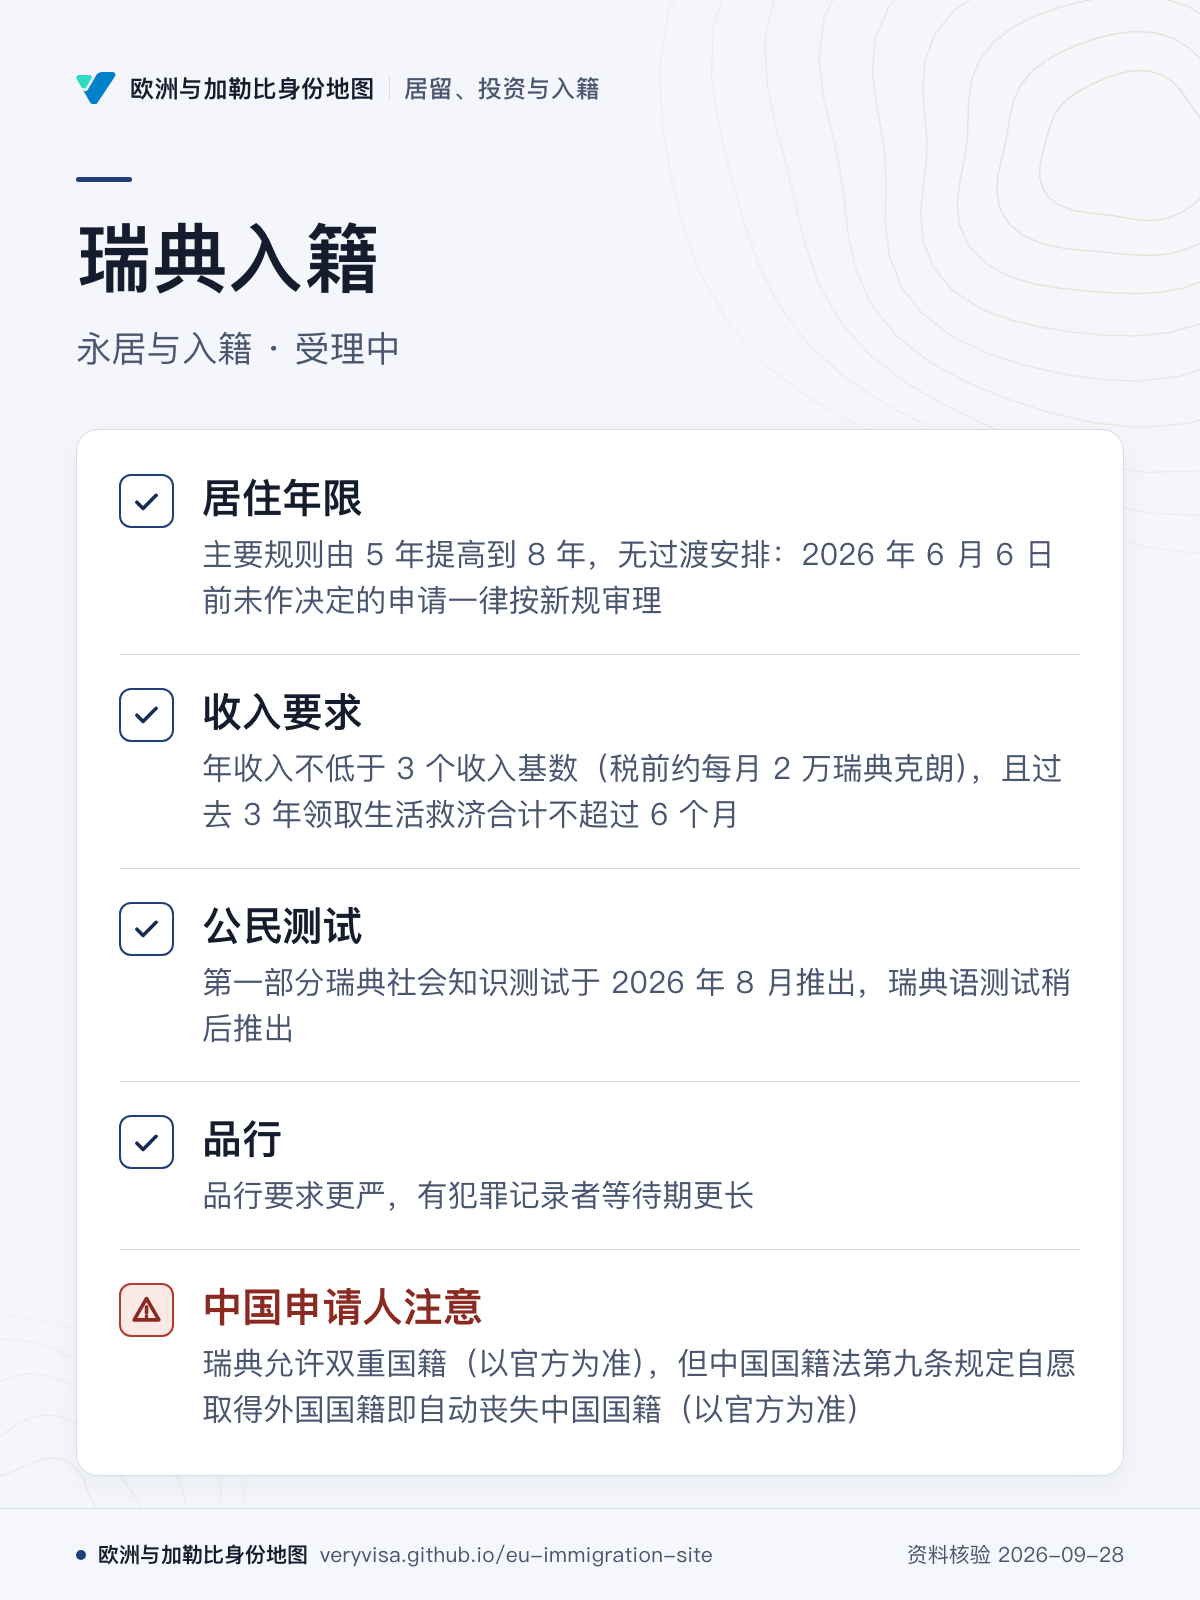 欧洲与加勒比身份地图 居留、投资与入籍
瑞典入籍
永居与入籍 · 受理中
居住年限
主要规则由 5 年提高到 8 年，无过渡安排：2026 年 6 月 6 日
前未作决定的申请一律按新规审理
收入要求
年收入不低于 3 个收入基数（税前约每月 2 万瑞典克朗），且过
去 3 年领取生活救济合计不超过 6 个月
公民测试
第一部分瑞典社会知识测试于 2026 年 8 月推出，瑞典语测试稍
后推出
品行
品行要求更严，有犯罪记录者等待期更长
中国申请人注意
瑞典允许双重国籍（以官方为准），但中国国籍法第九条规定自愿
取得外国国籍即自动丧失中国国籍（以官方为准）
欧洲与加勒比身份地图 veryvisa.github.io/eu-immigration-site 资料核验 2026-09-28